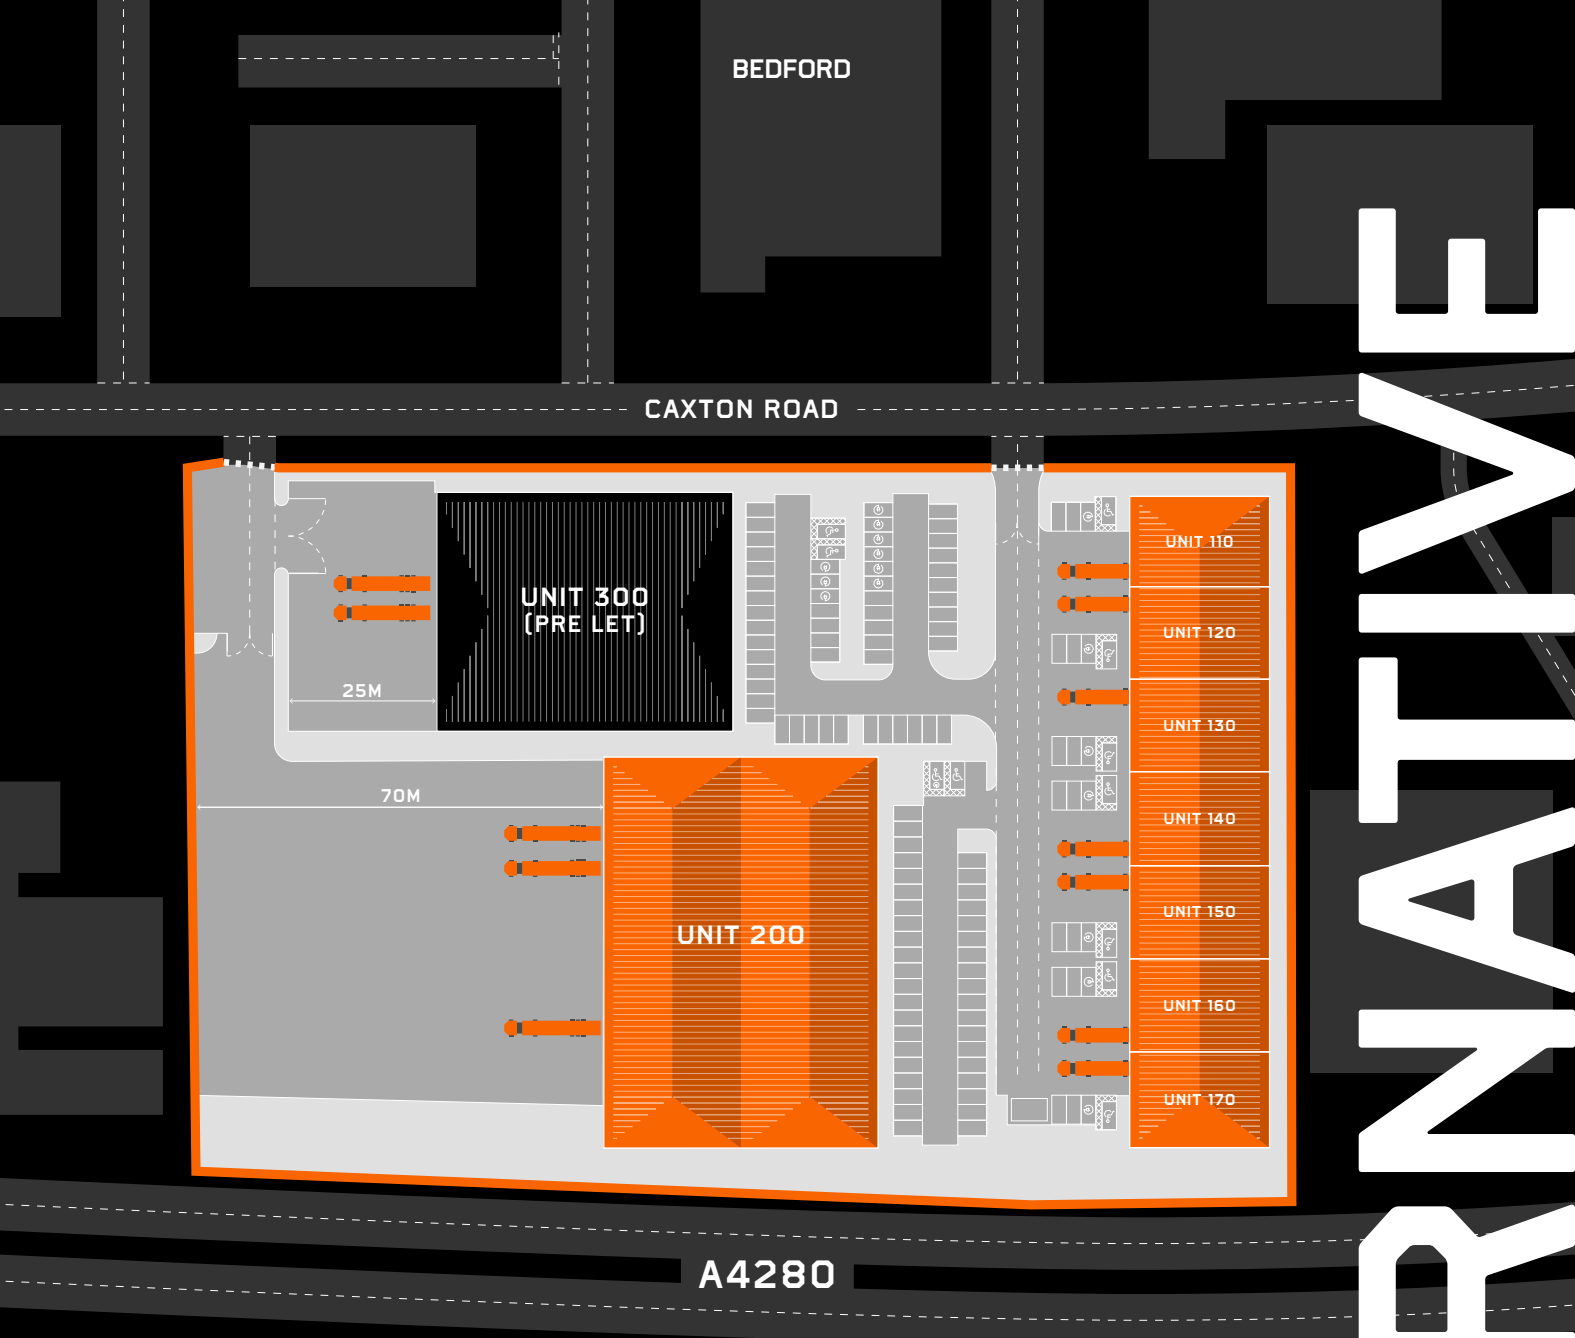 BEDFORD
CAXTON ROAD
UNIT 110
UNIT 300
(PRE LET)
UNIT 120
25M
UNIT 130
70M
UNIT 140
UNIT 150
UNIT 200
UNIT 160
UNIT 170
A4280
RNATIVE